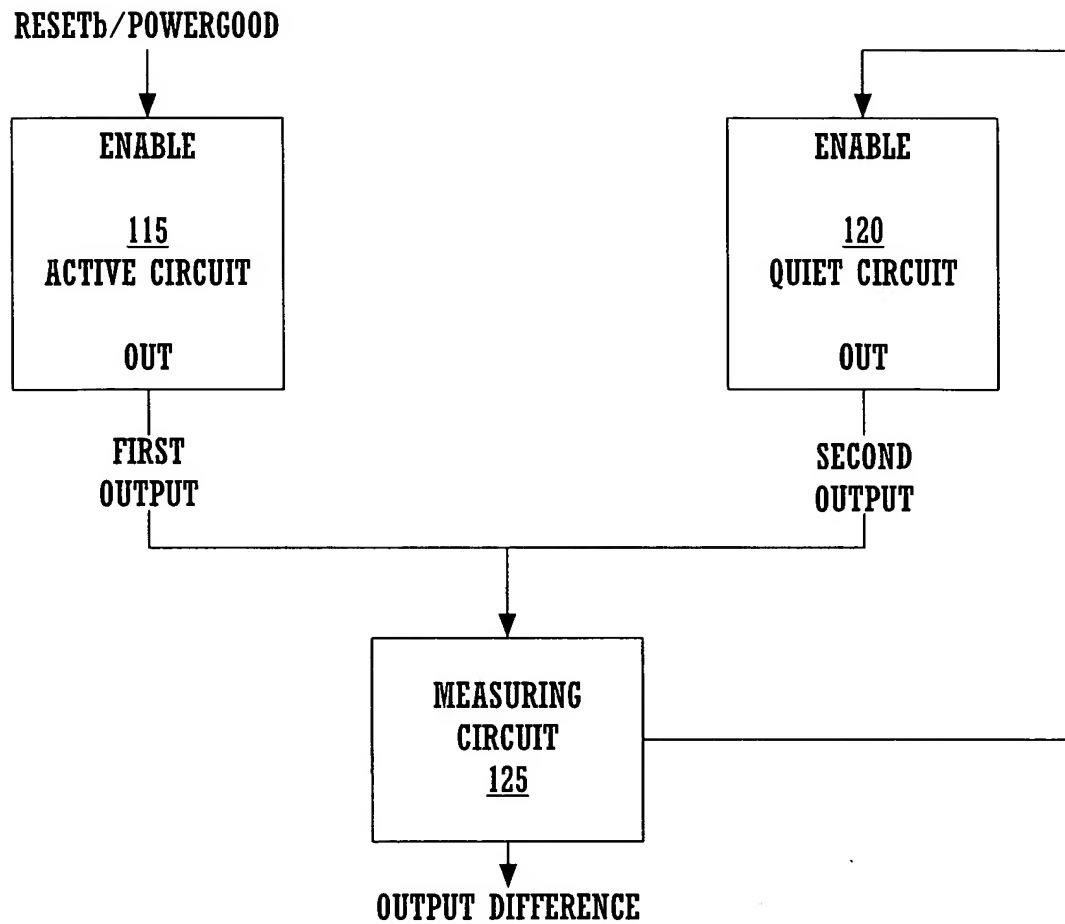 RESETb/POWERGOOD
ENABLE
115
ACTIVE CIRCUIT
OUT
ENABLE
120
QUIET CIRCUIT
OUT
FIRST
OUTPUT
SECOND
OUTPUT
MEASURING
CIRCUIT
125
OUTPUT DIFFERENCE